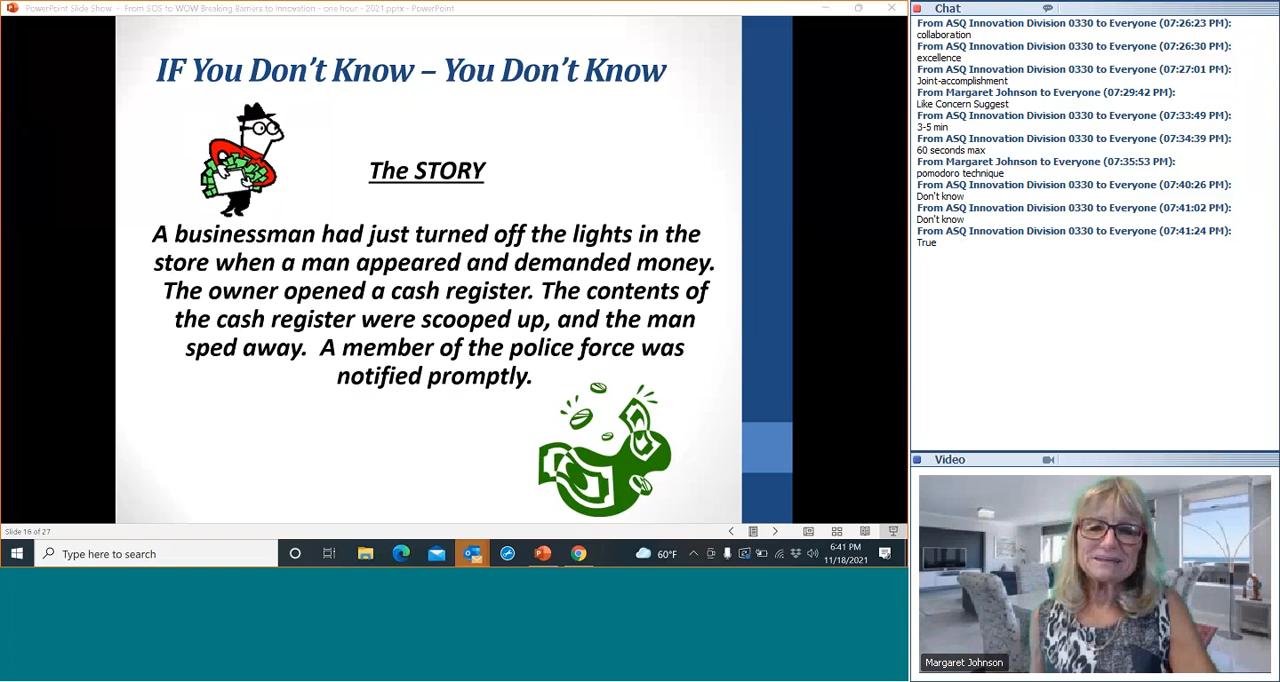 PowerPoint Slide Show - From SOS to WOW Breaking Barriers to Innovation - one hour - 2021.pptx - PowerPoint
IF You Don't Know – You Don't Know
The STORY
A businessman had just turned off the lights in the
store when a man appeared and demanded money.
The owner opened a cash register. The contents of
the cash register were scooped up, and the man
sped away. A member of the police force was
notified promptly.
Slide 16 of 27
Type here to search
60°F
6:41 PM
11/18/2021
Chat
From ASQ Innovation Division 0330 to Everyone (07:26:23 PM):
collaboration
From ASQ Innovation Division 0330 to Everyone (07:26:30 PM):
excellence
From ASQ Innovation Division 0330 to Everyone (07:27:01 PM):
Joint-accomplishment
From Margaret Johnson to Everyone (07:29:42 PM):
Like Concern Suggest
From ASQ Innovation Division 0330 to Everyone (07:33:49 PM):
3-5 min
From ASQ Innovation Division 0330 to Everyone (07:34:39 PM):
60 seconds max
From Margaret Johnson to Everyone (07:35:53 PM):
pomodoro technique
From ASQ Innovation Division 0330 to Everyone (07:40:26 PM):
Don't know
From ASQ Innovation Division 0330 to Everyone (07:41:02 PM):
Don't know
From ASQ Innovation Division 0330 to Everyone (07:41:24 PM):
True
Video
Margaret Johnson